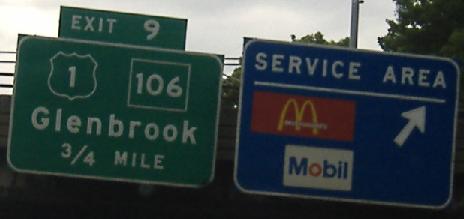 EXIT 9
1 106
Glenbrook
3/4 MILE
SERVICE AREA
Mobil